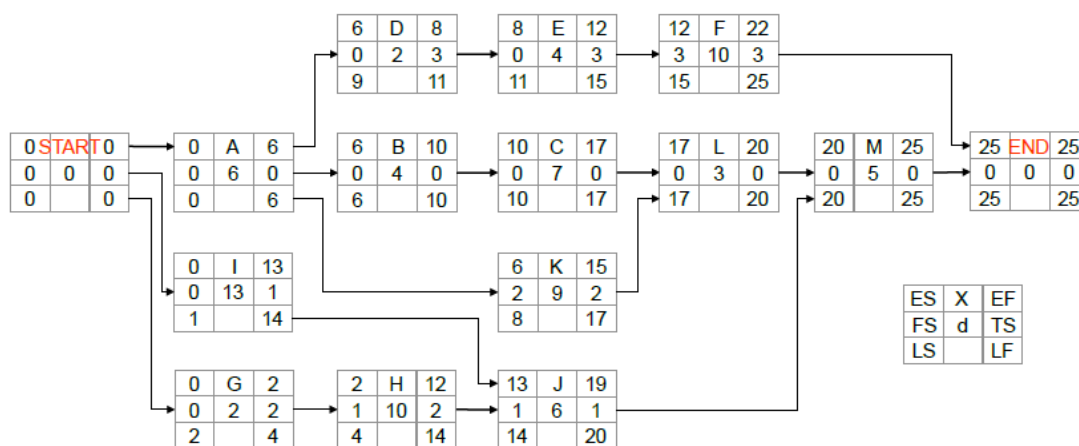 6 D 8
0 2 3
9 11
8 E 12
0 4 3
11 15
12 F 22
3 10 3
15 25
0 START 0
0 0 0
0 0
0 A 6
0 6 0
0 6
6 B 10
0 4 0
6 10
10 C 17
0 7 0
10 17
17 L 20
0 3 0
17 20
20 M 25
0 5 0
20 25
25 END 25
0 0 0
25 25
0 I 13
0 13 1
1 14
6 K 15
2 9 2
8 17
ES X EF
FS d TS
LS LF
0 G 2
0 2 2
2 4
2 H 12
1 10 2
4 14
13 J 19
1 6 1
14 20